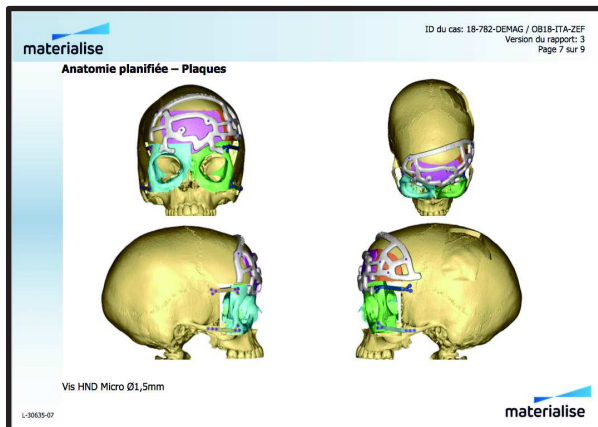 materialise
ID du cas: 18-782-DEMAG / OB18-ITA-ZEF
Version du rapport: 3
Page 7 sur 9
Anatomie planifiée – Plaques
Vis HND Micro Ø1,5mm
L-30635-07
materialise